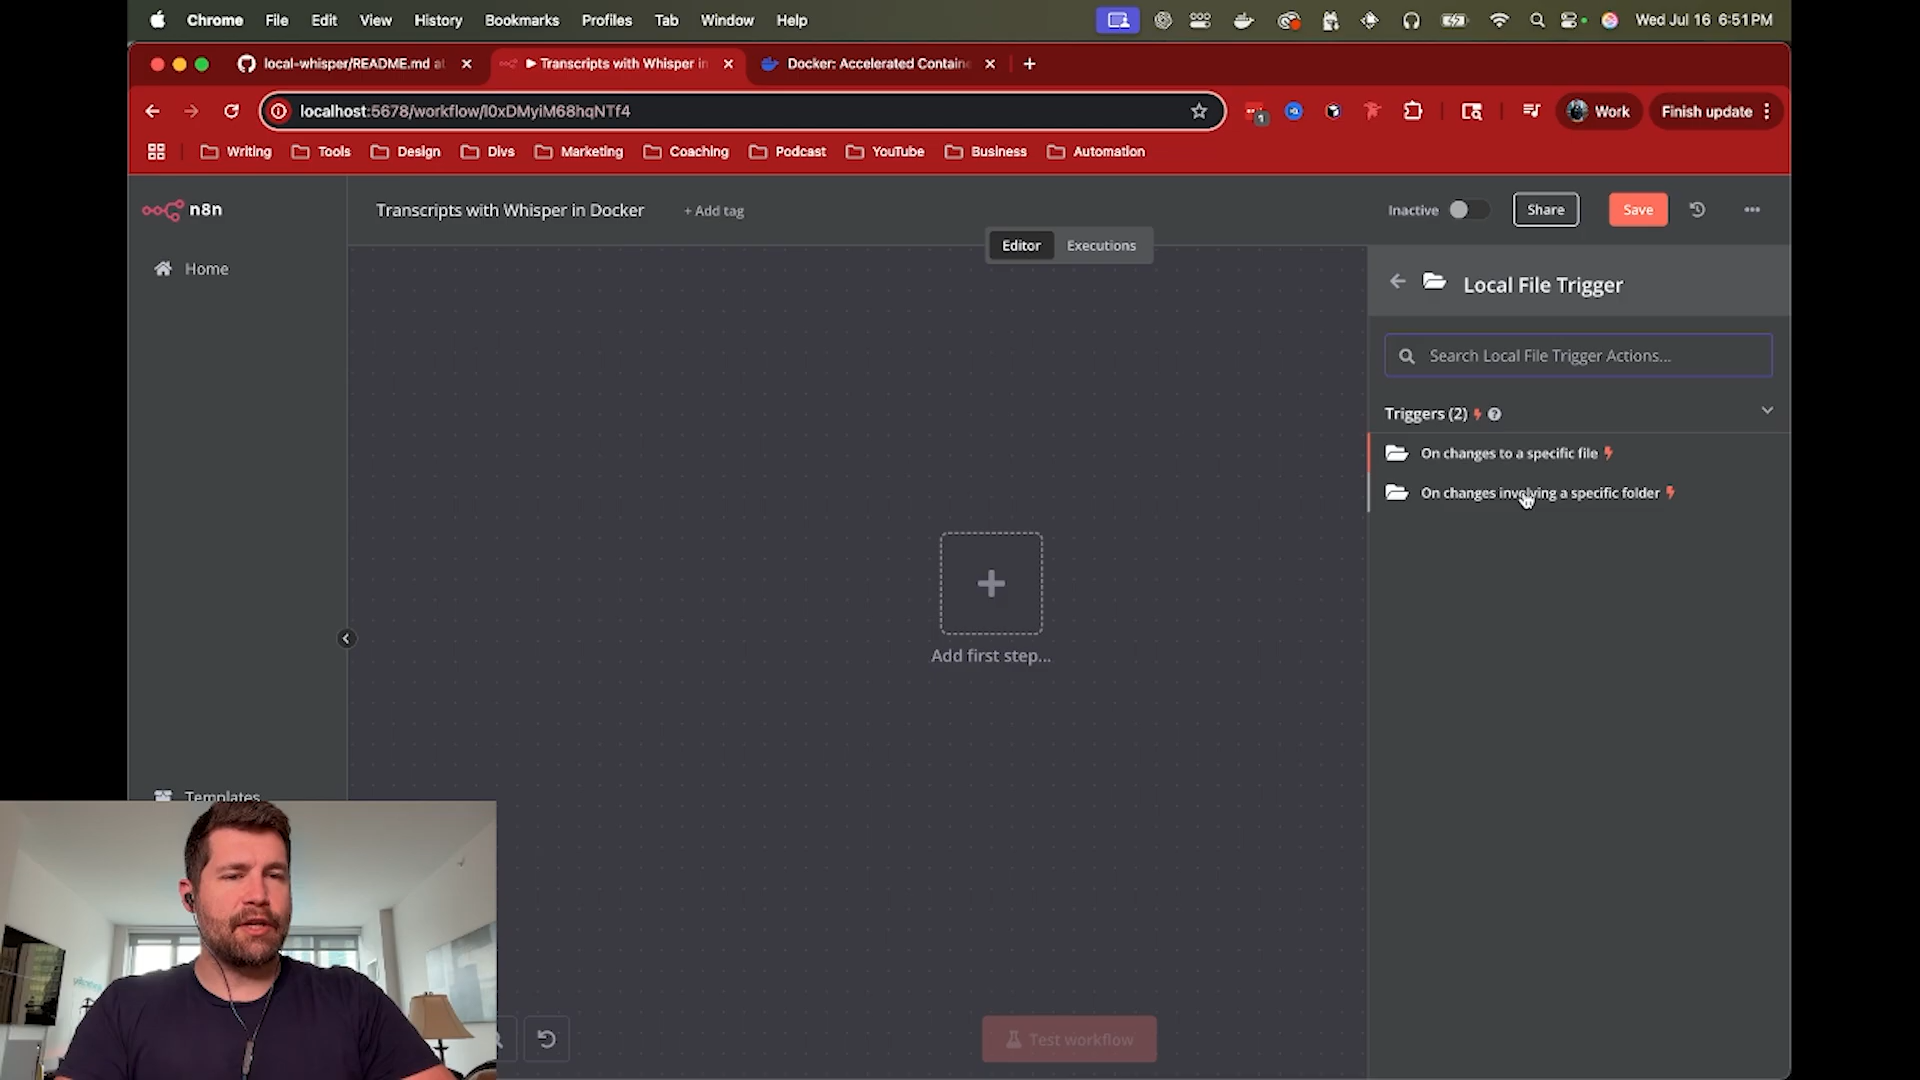 Chrome File Edit View History Bookmarks Profiles Tab Window Help Wed Jul 16 6:51PM
local-whisper/README.md at Transcripts with Whisper in Docker: Accelerated Containe
localhost:5678/workflow/l0xDMyiM68hqNTf4 1 Work Finish update
Writing Tools Design Divs Marketing Coaching Podcast YouTube Business Automation
n8n Transcripts with Whisper in Docker + Add tag Inactive Share Save
Editor Executions
Home
Local File Trigger
Search Local File Trigger Actions...
Triggers (2)
On changes to a specific file
On changes involving a specific folder
Add first step...
Templates
Test workflow